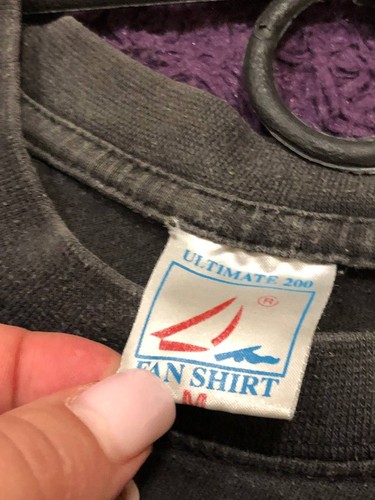 ULTIMATE 200
®
FAN SHIRT
M